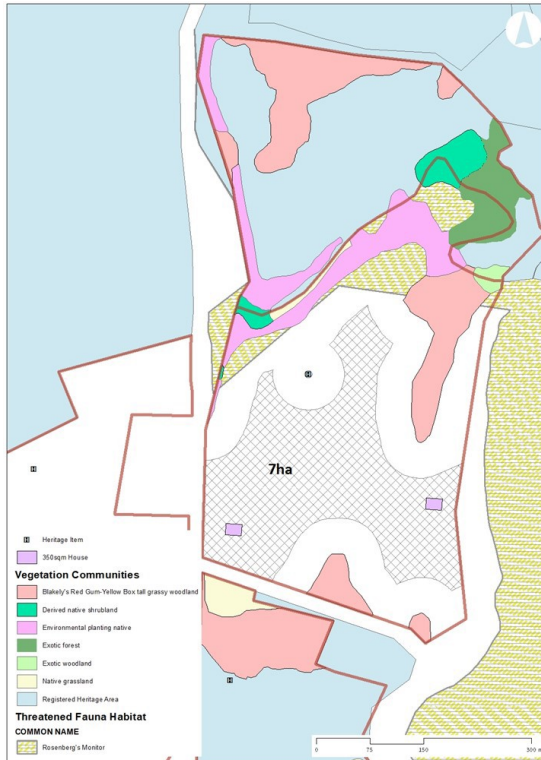 7ha
Heritage Item
350sqm House
Vegetation Communities
Blakely's Red Gum-Yellow Box tall grassy woodland
Derived native shrubland
Environmental planting native
Exotic forest
Exotic woodland
Native grassland
Registered Heritage Area
Threatened Fauna Habitat
COMMON NAME
Rosenberg's Monitor
0 75 150 300 m